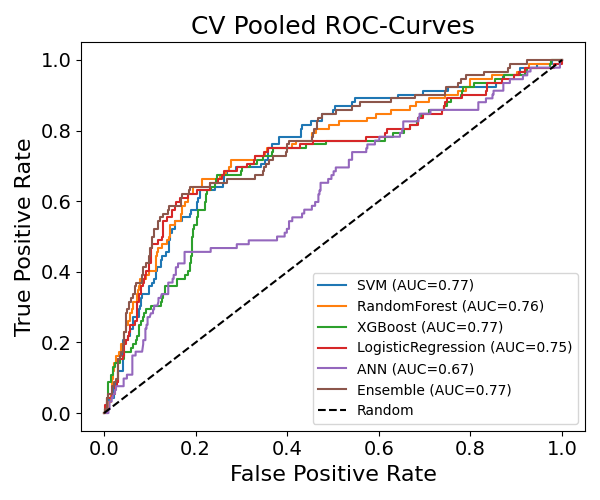 CV Pooled ROC-Curves
True Positive Rate
1.0
0.8
0.6
0.4
0.2
0.0
SVM (AUC=0.77)
RandomForest (AUC=0.76)
XGBoost (AUC=0.77)
LogisticRegression (AUC=0.75)
ANN (AUC=0.67)
Ensemble (AUC=0.77)
Random
0.0 0.2 0.4 0.6 0.8 1.0
False Positive Rate